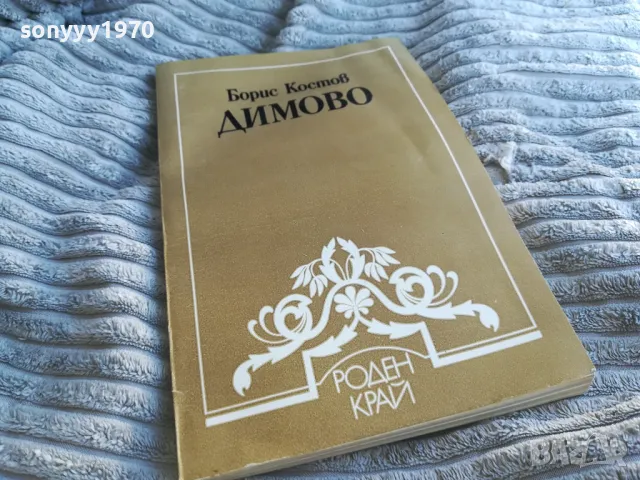 sonyyy1970
Борис Костов
ДИМОВО
РОДЕН
КРАЙ